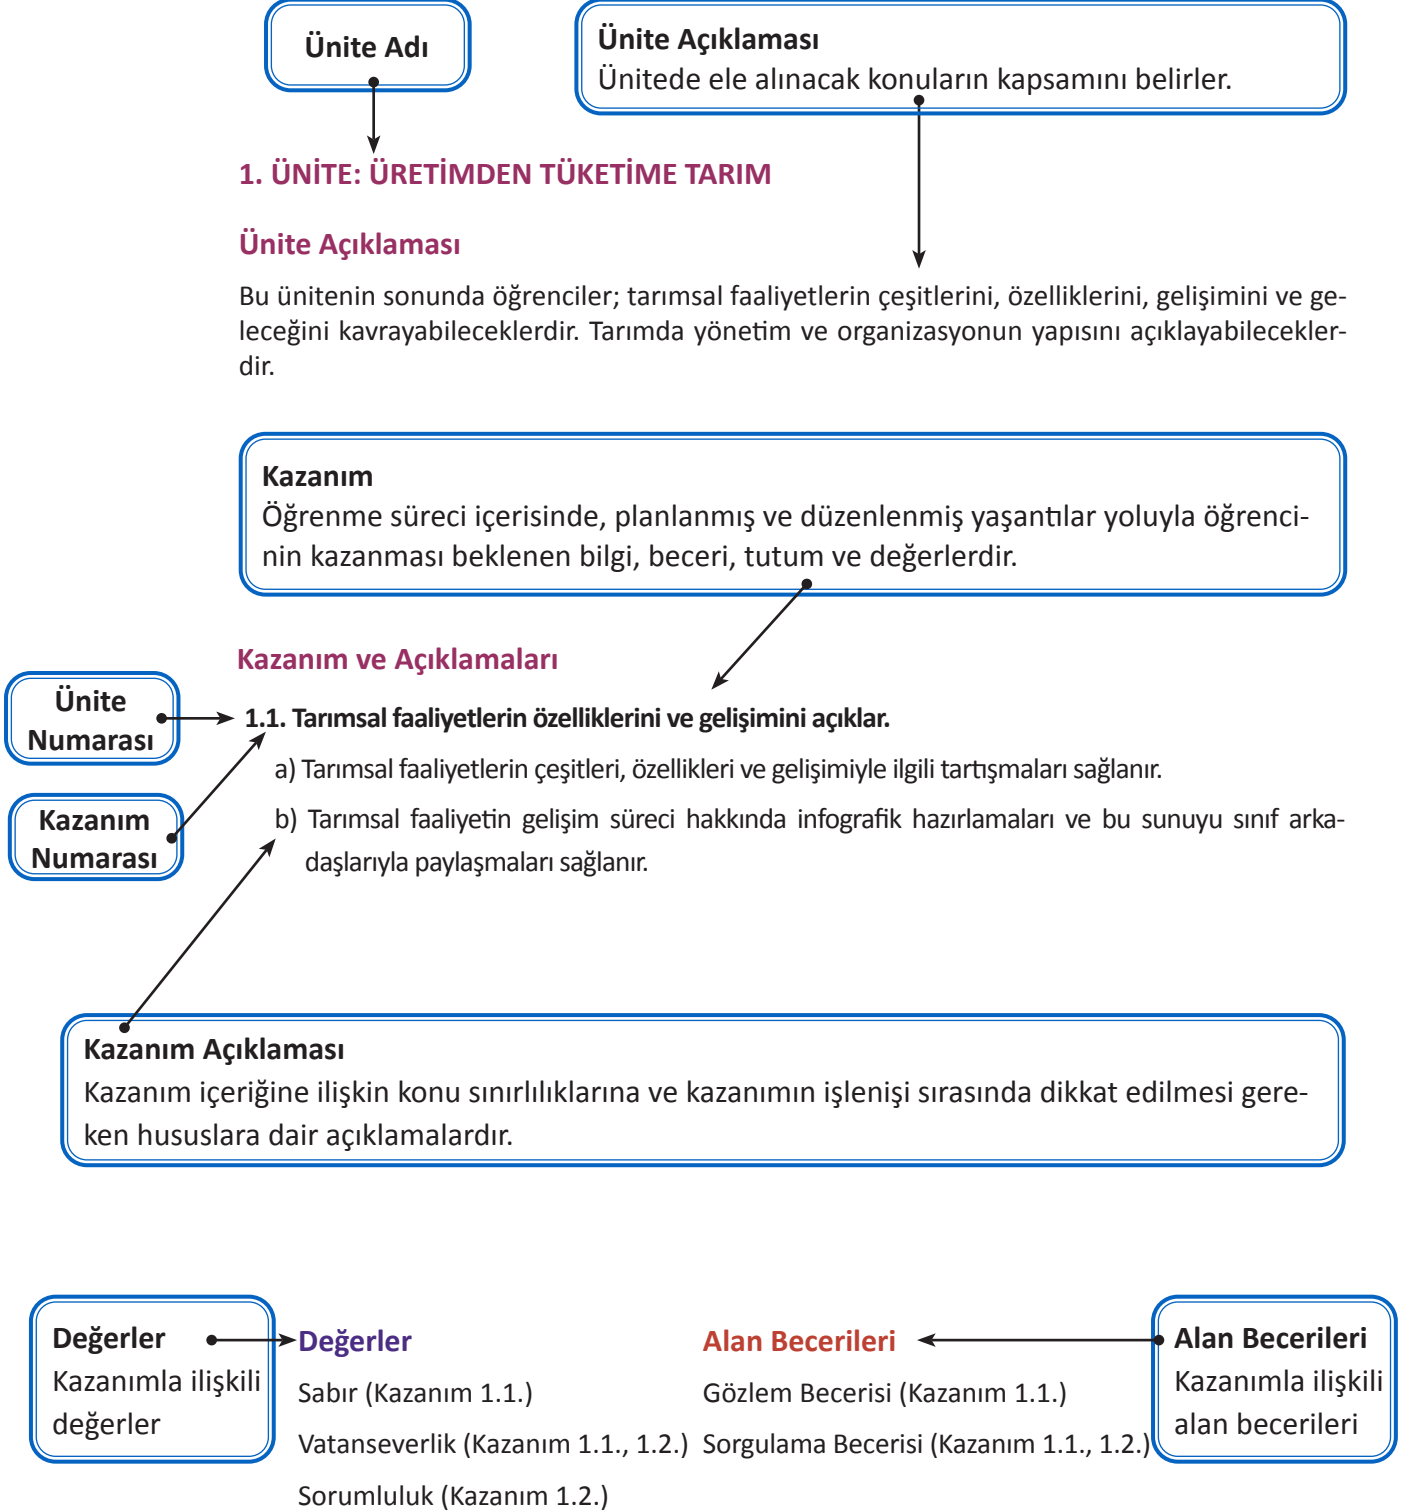 Ünite Adı
Ünite Açıklaması
Ünitede ele alınacak konuların kapsamını belirler.
1. ÜNİTE: ÜRETİMDEN TÜKETİME TARIM
Ünite Açıklaması
Bu ünitenin sonunda öğrenciler; tarımsal faaliyetlerin çeşitlerini, özelliklerini, gelişimini ve ge-
leceğini kavrayabileceklerdir. Tarımda yönetim ve organizasyonun yapısını açıklayabilecekler-
dir.
Kazanım
Öğrenme süreci içerisinde, planlanmış ve düzenlenmiş yaşantılar yoluyla öğrenci-
nin kazanması beklenen bilgi, beceri, tutum ve değerlerdir.
Kazanım ve Açıklamaları
Ünite
Numarası
1.1. Tarımsal faaliyetlerin özelliklerini ve gelişimini açıklar.
a) Tarımsal faaliyetlerin çeşitleri, özellikleri ve gelişimiyle ilgili tartışmaları sağlanır.
Kazanım
Numarası
b) Tarımsal faaliyetin gelişim süreci hakkında infografik hazırlamaları ve bu sunuyu sınıf arka-
daşlarıyla paylaşmaları sağlanır.
Kazanım Açıklaması
Kazanım içeriğine ilişkin konu sınırlılıklarına ve kazanımın işlenişi sırasında dikkat edilmesi gere-
ken hususlara dair açıklamalardır.
Değerler
Kazanımla ilişkili
değerler
Değerler
Sabır (Kazanım 1.1.)
Vatanseverlik (Kazanım 1.1., 1.2.)
Sorumluluk (Kazanım 1.2.)
Alan Becerileri
Gözlem Becerisi (Kazanım 1.1.)
Sorgulama Becerisi (Kazanım 1.1., 1.2.)
Alan Becerileri
Kazanımla ilişkili
alan becerileri